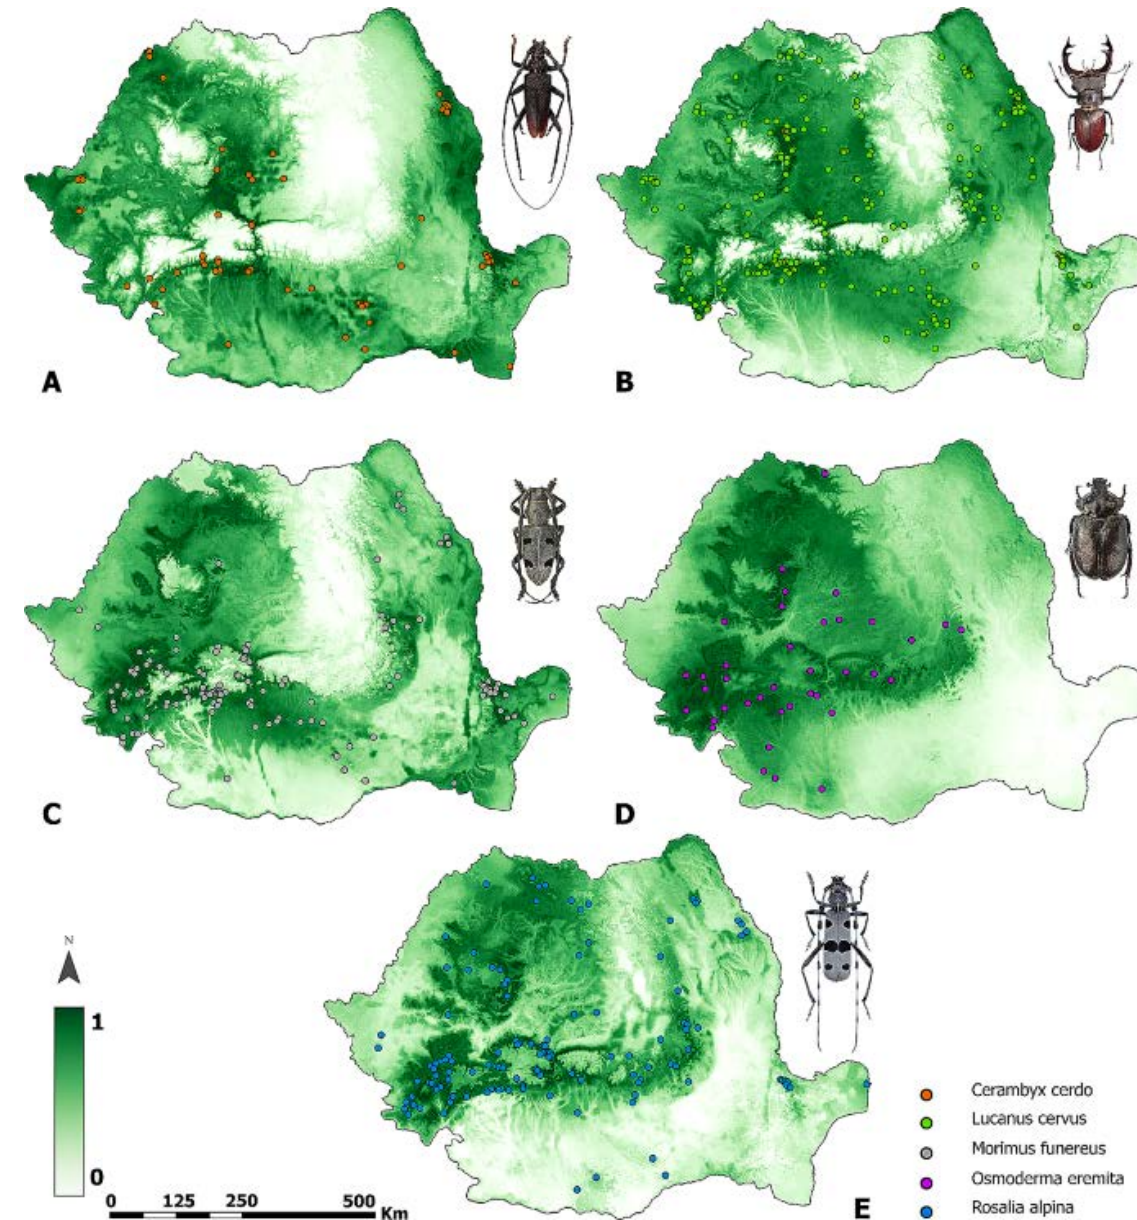 A
B
C
D
N
1
0
0 125 250 500
Km
E
Cerambyx cerdo
Lucanus cervus
Morimus funereus
Osmoderma eremita
Rosalia alpina